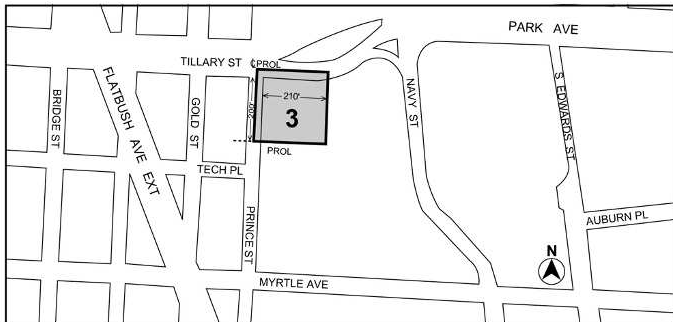 PARK AVE
TILLARY ST
℄PROL
FLATBUSH AVE EXT
BRIDGE ST
GOLD ST
210'
200'
3
NAVY ST
S EDWARDS ST
PROL
TECH PL
PRINCE ST
AUBURN PL
N
MYRTLE AVE